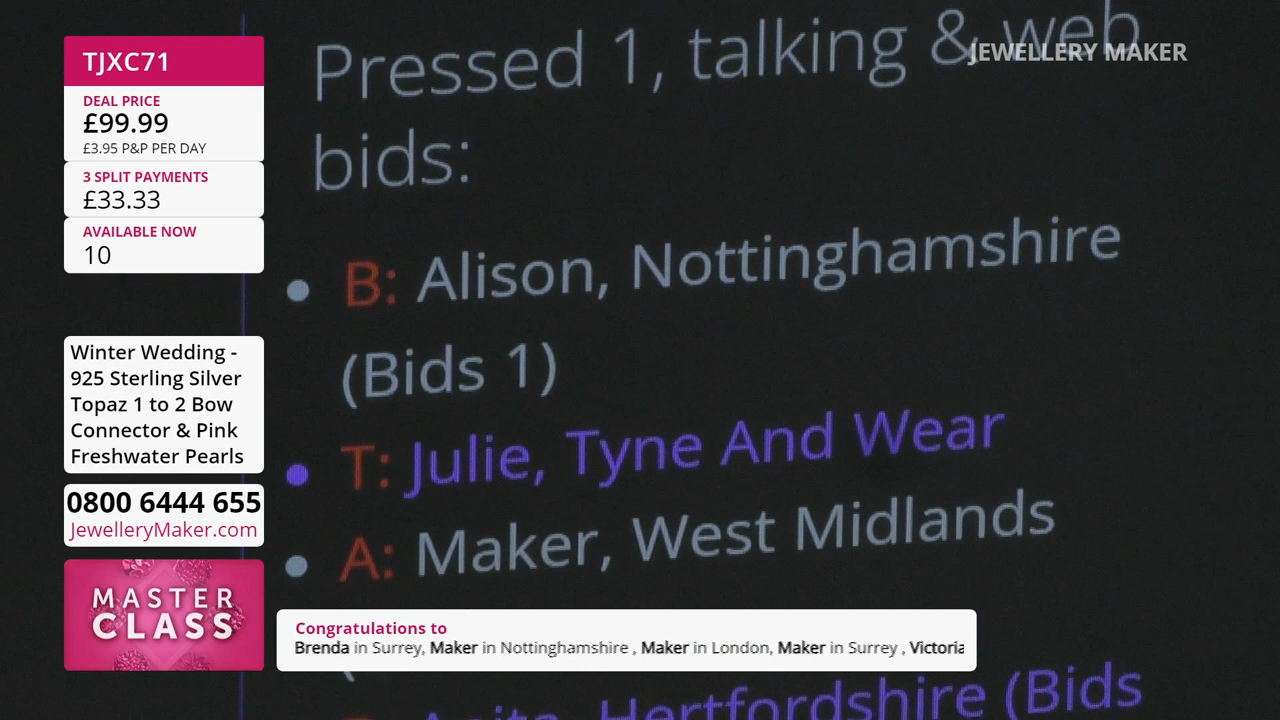 TJXC71
DEAL PRICE
£99.99
£3.95 P&P PER DAY
3 SPLIT PAYMENTS
£33.33
AVAILABLE NOW
10
Winter Wedding -
925 Sterling Silver
Topaz 1 to 2 Bow
Connector & Pink
Freshwater Pearls
0800 6444 655
JewelleryMaker.com
MASTER
CLASS
JEWELLERY MAKER
Pressed 1, talking & web
bids:
B: Alison, Nottinghamshire
(Bids 1)
T: Julie, Tyne And Wear
A: Maker, West Midlands
Hertfordshire (Bids
Congratulations to
Brenda in Surrey, Maker in Nottinghamshire , Maker in London, Maker in Surrey , Victoria